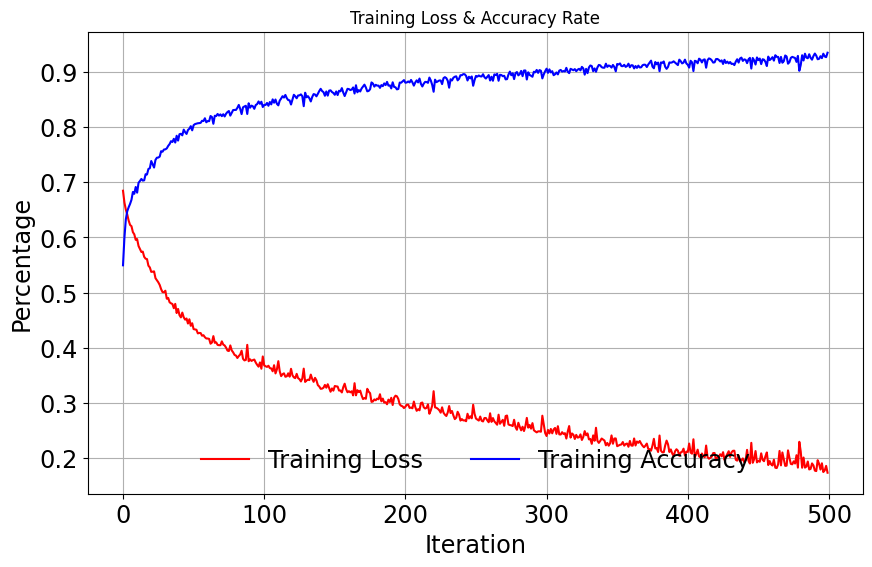 Training Loss & Accuracy Rate
Percentage
0.9
0.8
0.7
0.6
0.5
0.4
0.3
0.2
Training Loss Training Accuracy
0 100 200 300 400 500
Iteration